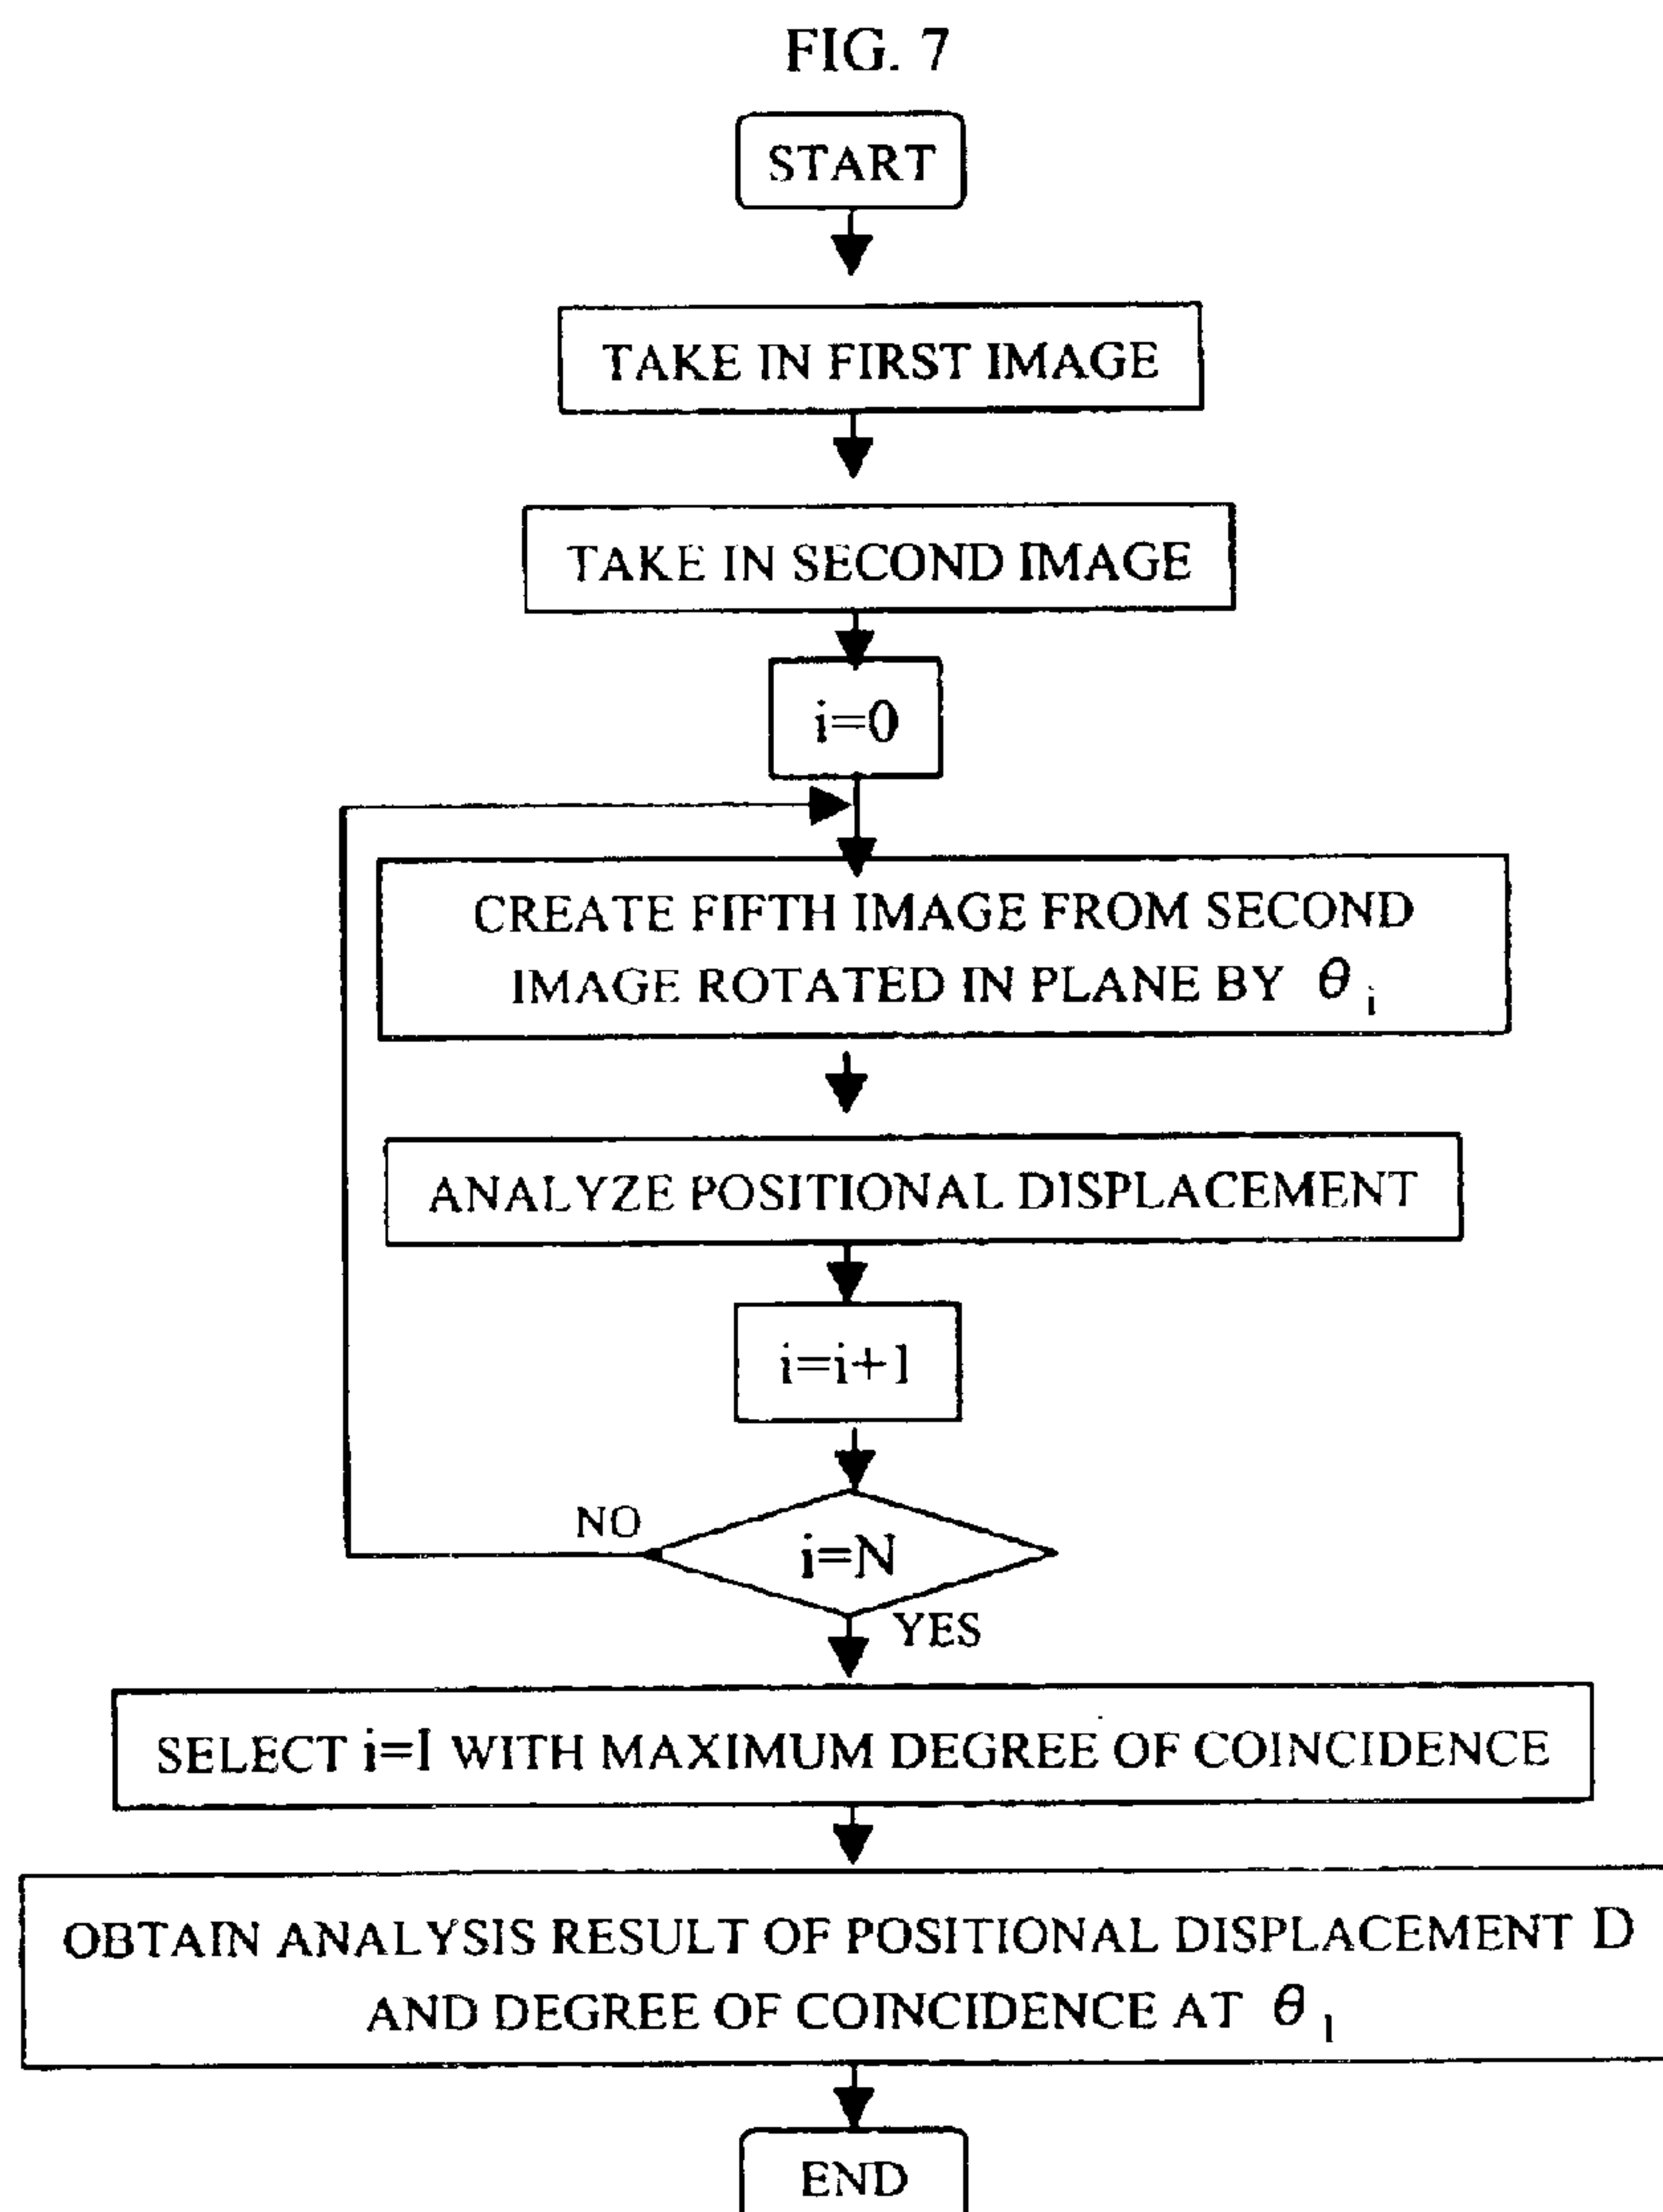 FIG. 7
START
TAKE IN FIRST IMAGE
TAKE IN SECOND IMAGE
i=0
CREATE FIFTH IMAGE FROM SECOND
IMAGE ROTATED IN PLANE BY θ i
ANALYZE POSITIONAL DISPLACEMENT
i=i+1
NO
i=N
YES
SELECT i=I WITH MAXIMUM DEGREE OF COINCIDENCE
OBTAIN ANALYSIS RESULT OF POSITIONAL DISPLACEMENT D
AND DEGREE OF COINCIDENCE AT θ I
END